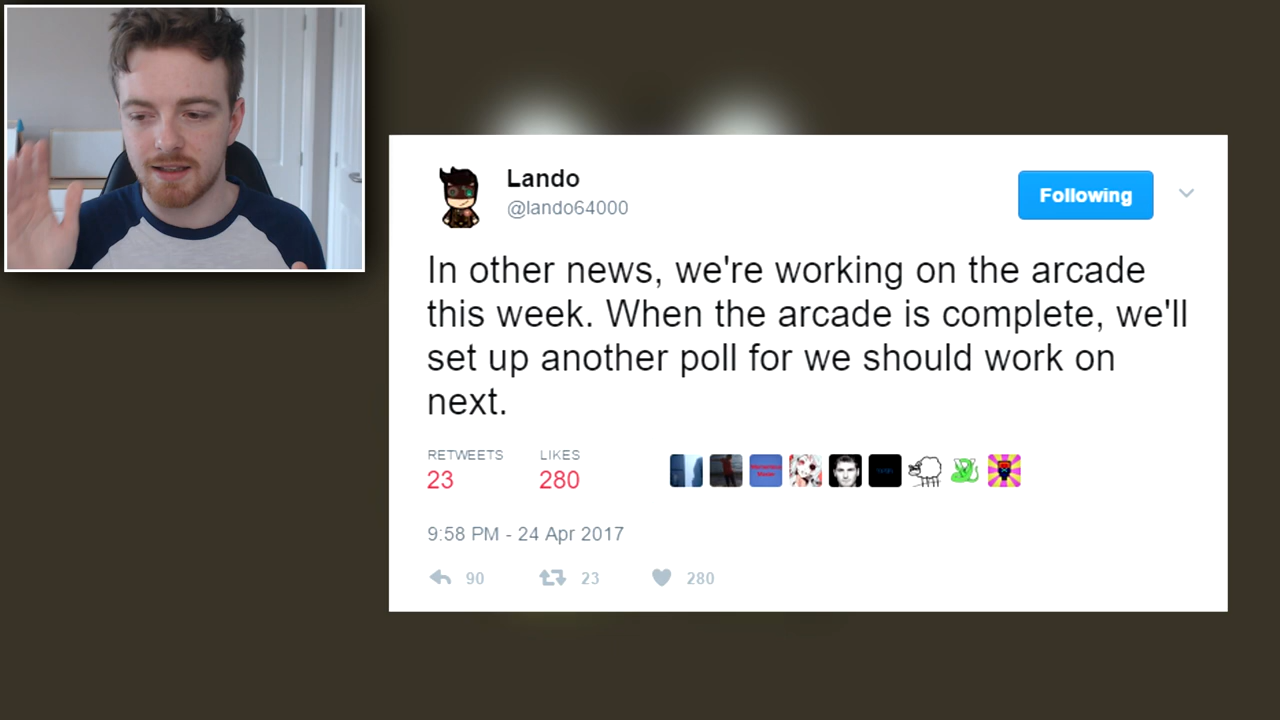 Lando
@lando64000
Following
In other news, we're working on the arcade
this week. When the arcade is complete, we'll
set up another poll for we should work on
next.
RETWEETS LIKES
23 280
9:58 PM - 24 Apr 2017
90 23 280